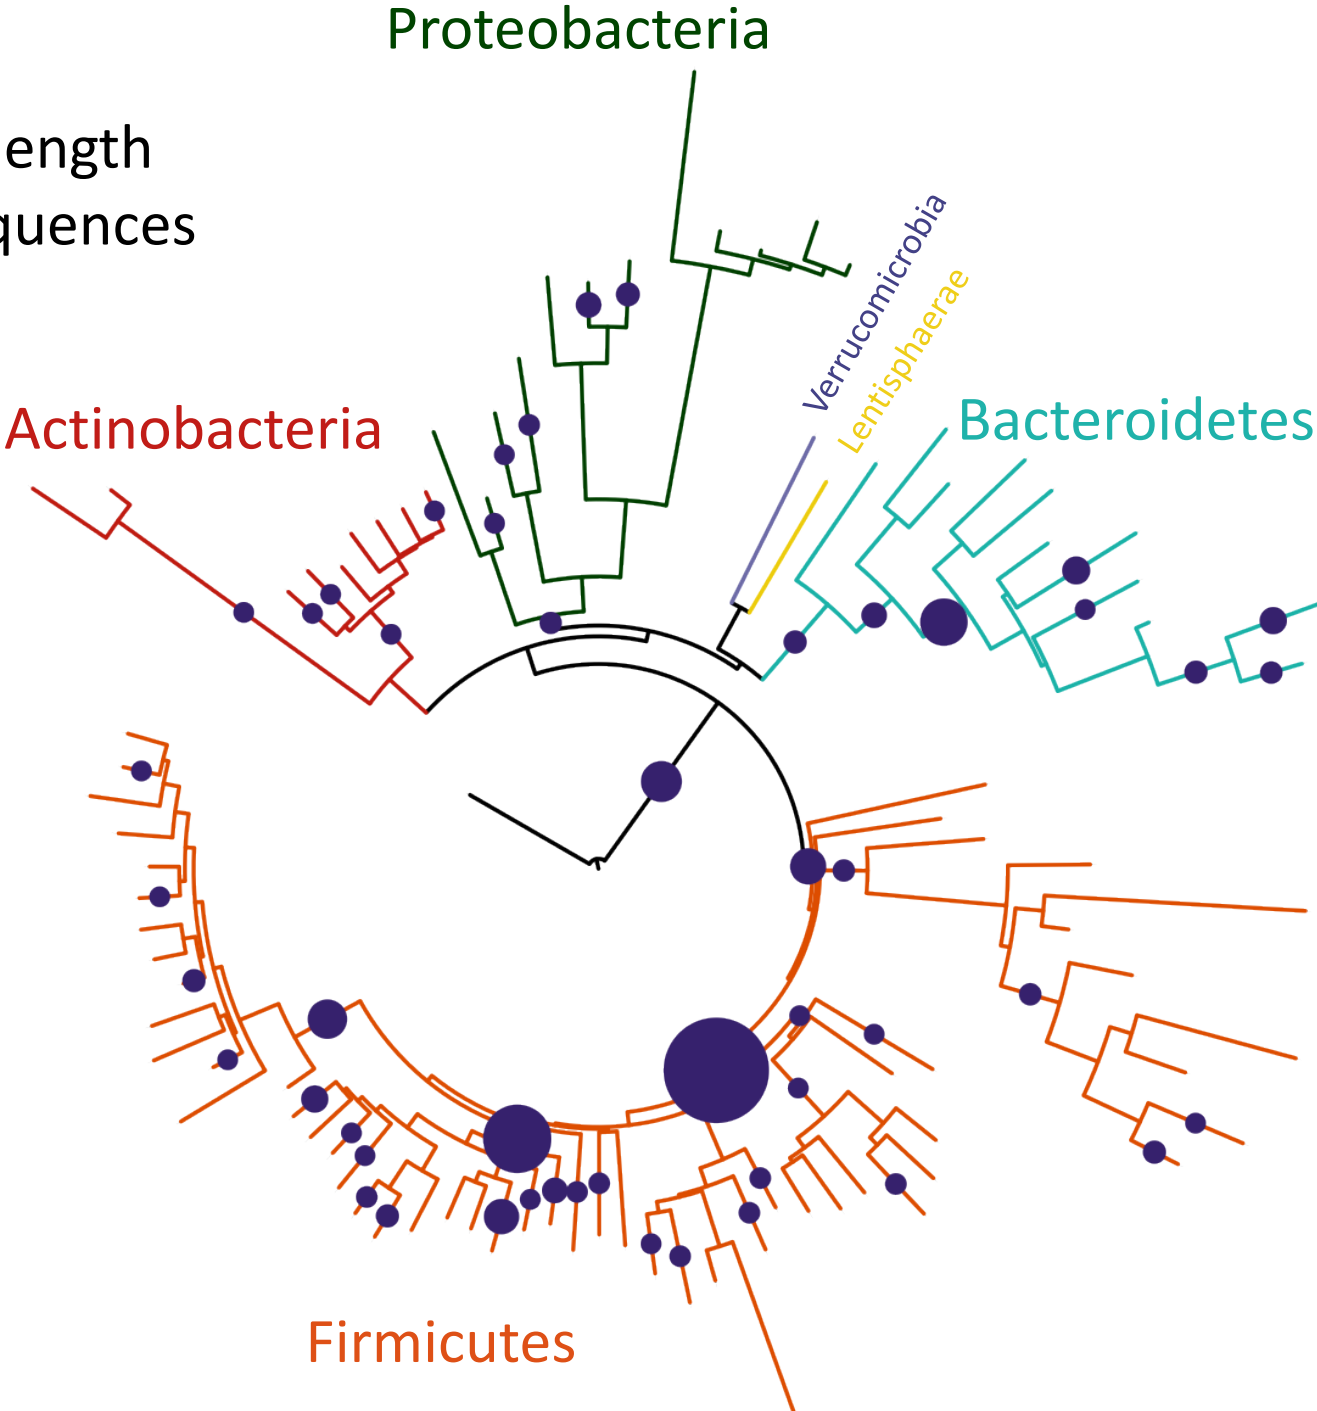 Proteobacteria
ength
quences
Verrucomicrobia
Lentisphaerae
Actinobacteria
Bacteroidetes
Firmicutes